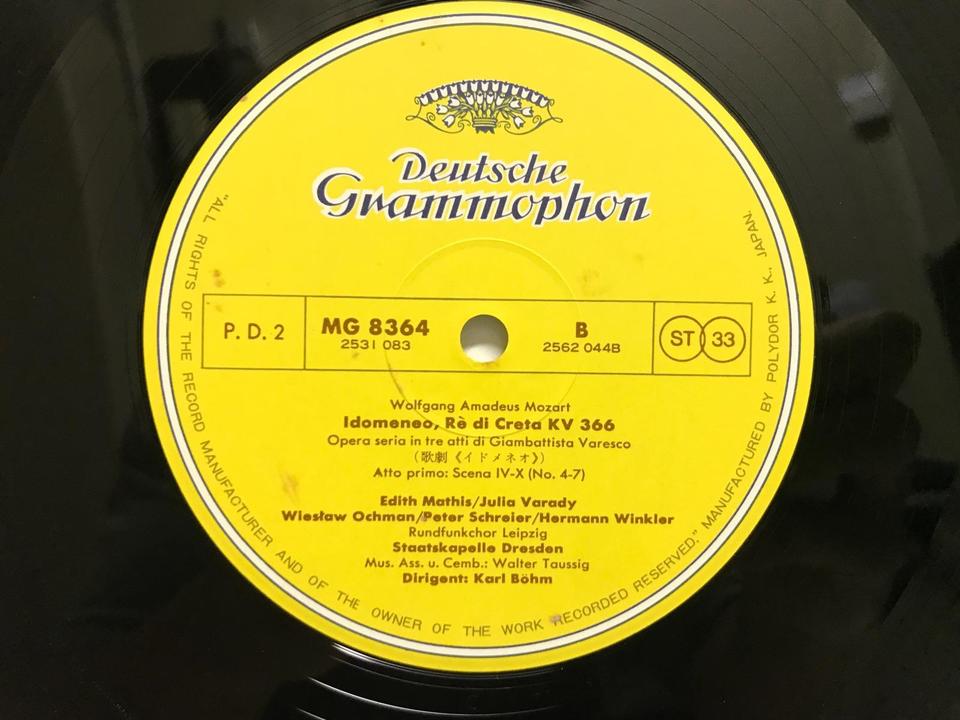 Deutsche
Grammophon
P. D. 2
MG 8364
2531 083
B
2562 044B
ST 33
Wolfgang Amadeus Mozart
Idomeneo, Rè di Creta KV 366
Opera seria in tre atti di Giambattista Varesco
(歌劇《イドメネオ》)
Atto primo: Scena IV-X (No. 4-7)
Edith Mathis/Julia Varady
Wiesław Ochman/Peter Schreier/Hermann Winkler
Rundfunkchor Leipzig
Staatskapelle Dresden
Mus. Ass. u. Cemb.: Walter Taussig
Dirigent: Karl Böhm
"ALL RIGHTS OF THE RECORD MANUFACTURER AND OF THE OWNER OF THE WORK RECORDED RESERVED." MANUFACTURED BY POLYDOR K. K., JAPAN.